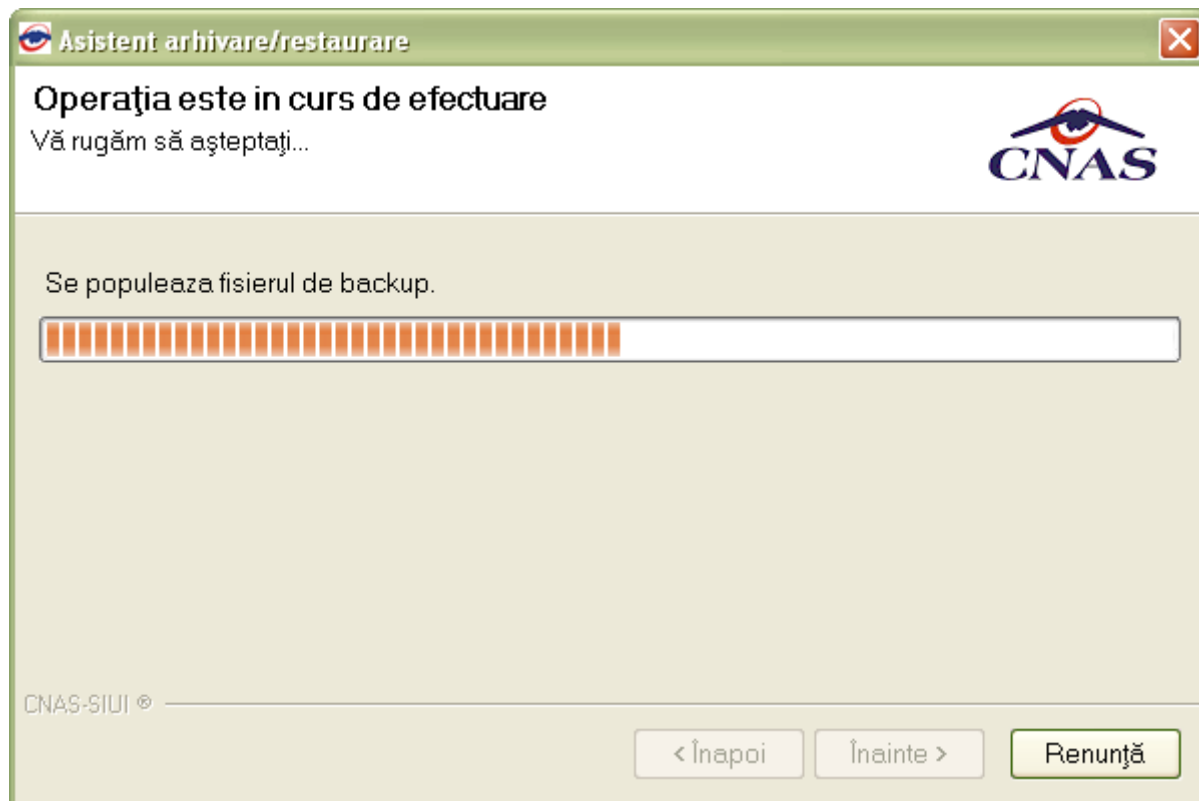 Asistent arhivare/restaurare
Operaţia este in curs de efectuare
Vă rugăm să aşteptaţi...
CNAS
Se populeaza fisierul de backup.
CNAS-SIUI ®
< Înapoi
Înainte >
Renunţă